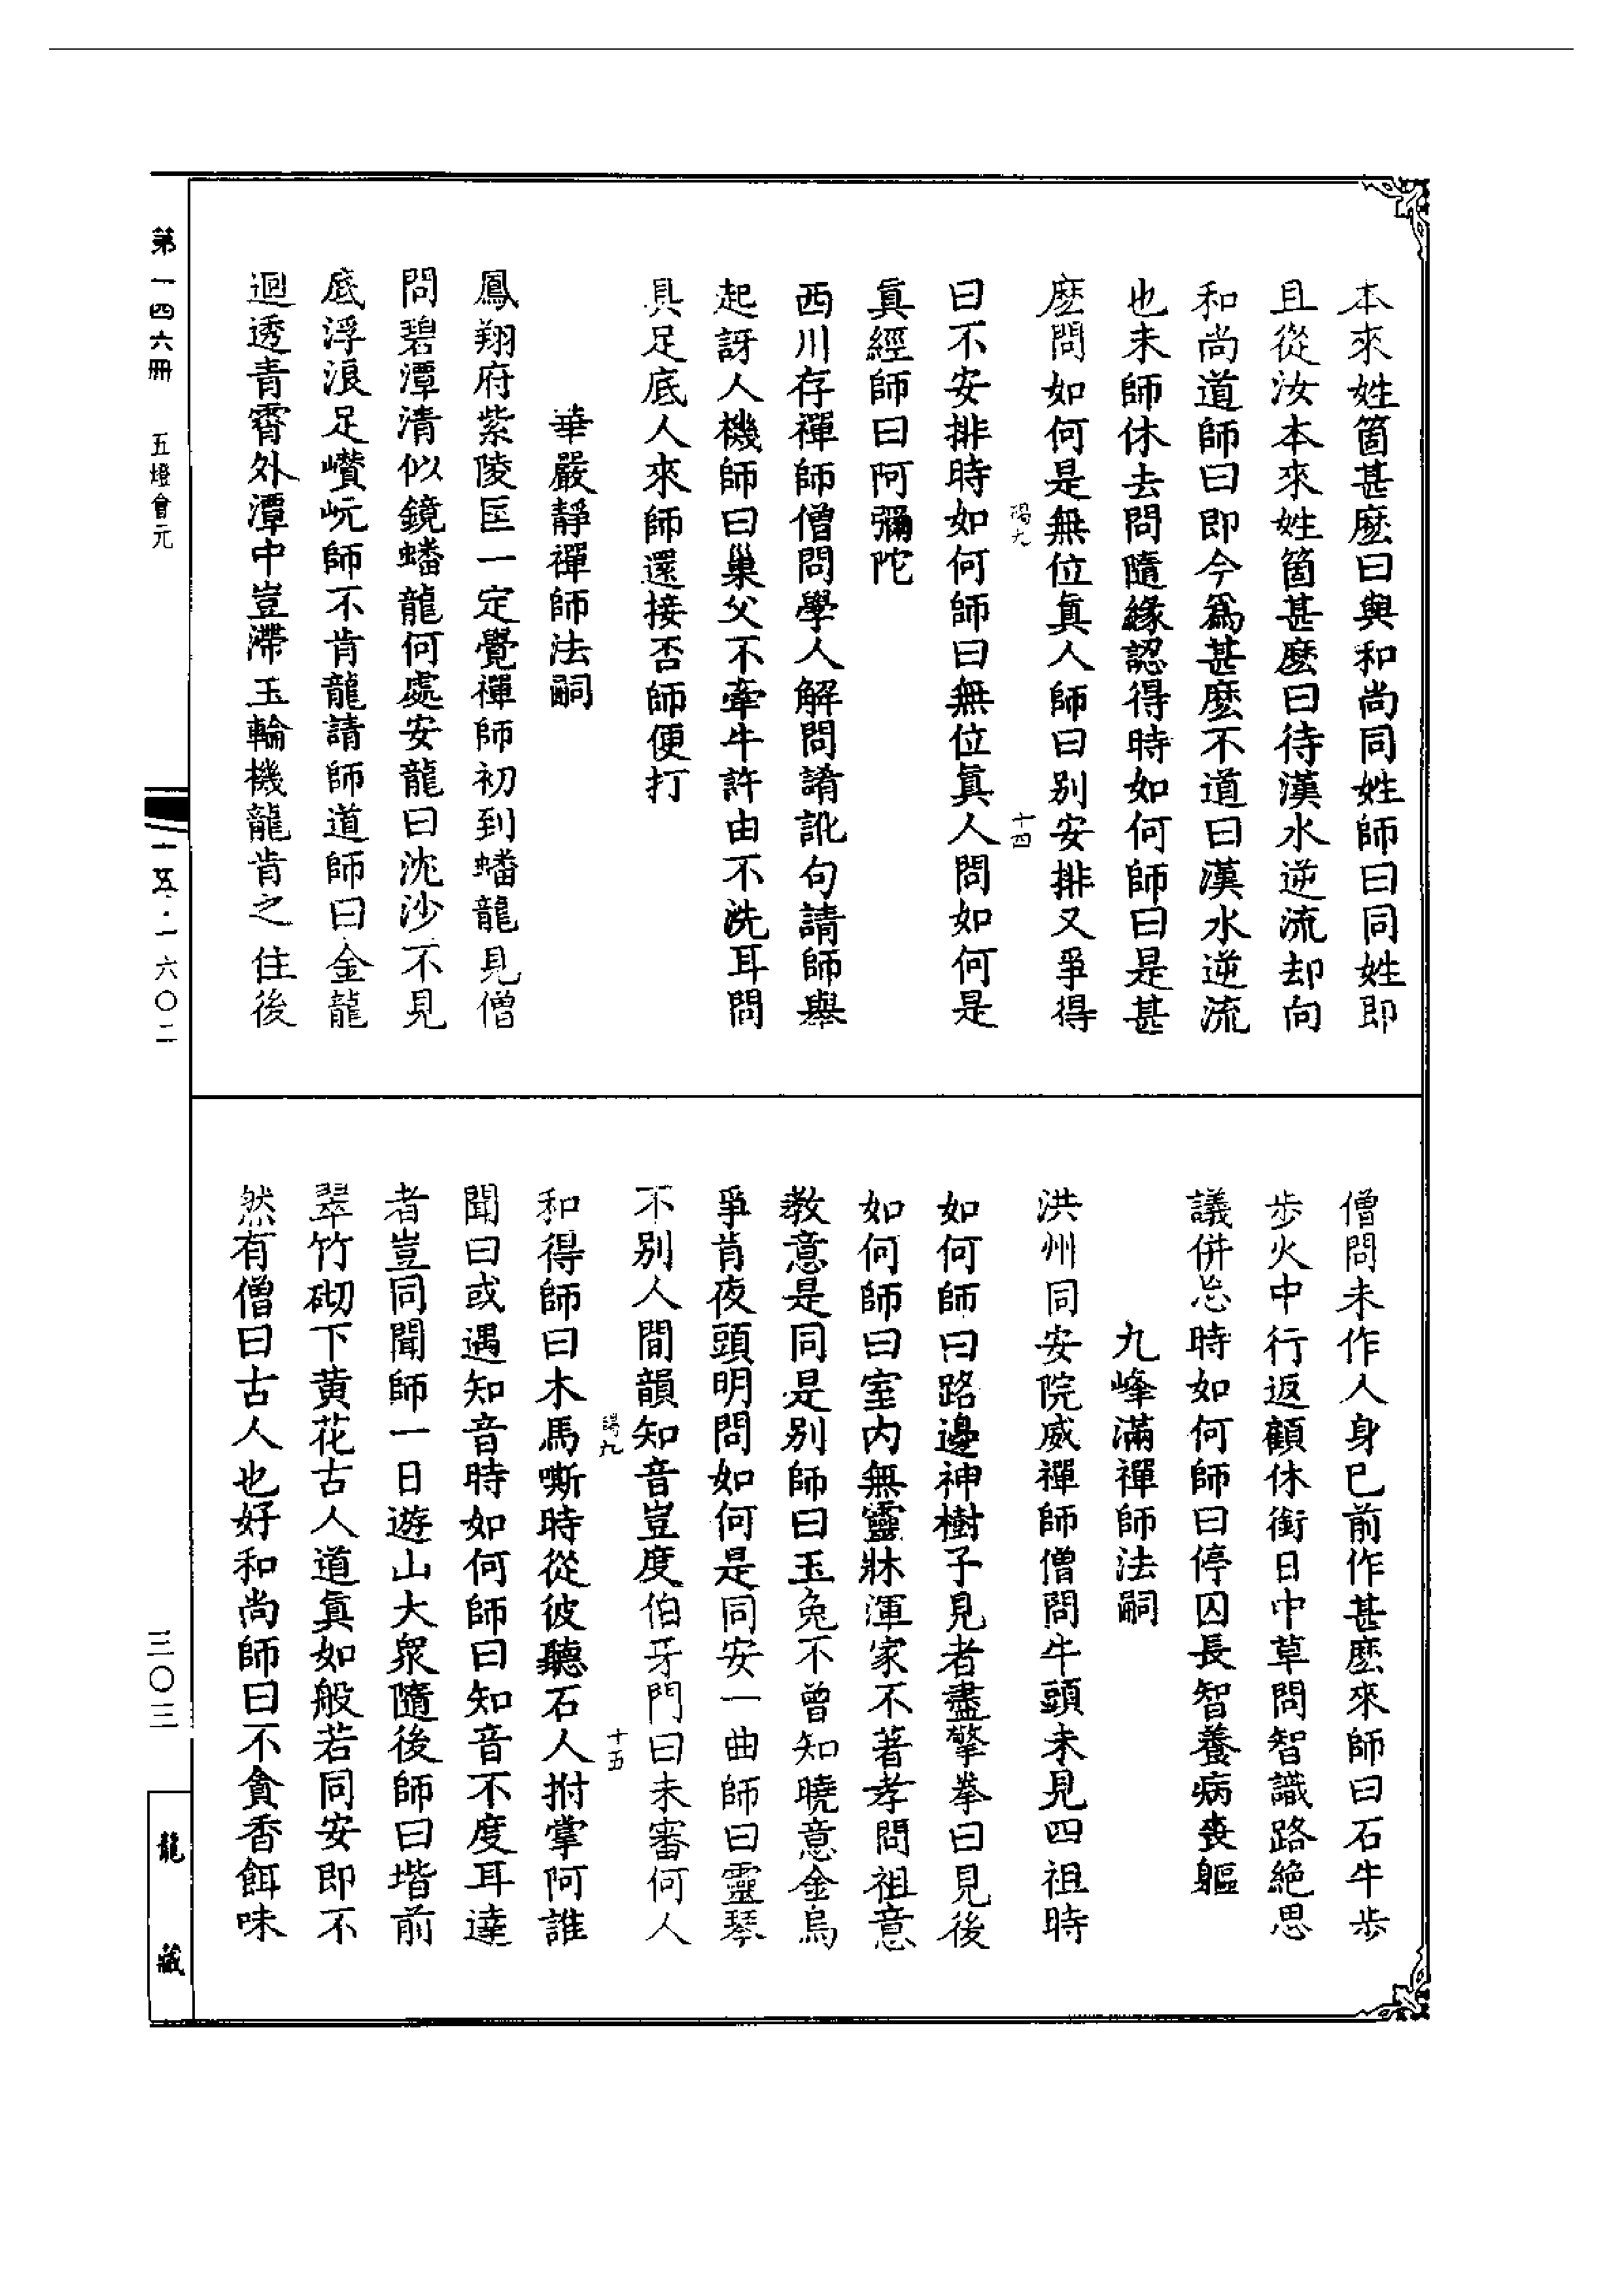 本來姓箇甚麽曰與和尚同姓師曰同姓即
且從汝本來姓箇甚麽曰待漢水逆流却向
和尚道師曰即今爲甚麽不道曰漢水逆流
也未師休去問隨緣認得時如何師曰是甚
麽問如何是無位眞人師曰别安排又爭得
十四
曰不安排時如何師曰無位眞人問如何是
眞經師曰阿彌陀
西川存禪師僧問學人解問誵訛句請師舉
起訝人機師曰巢父不牽牛許由不洗耳問
具足底人來師還接否師便打
華嚴靜禪師法嗣
鳳翔府紫陵匡一定覺禪師初到蟠龍見僧
問碧潭清似鏡蟠龍何處安龍曰沈沙不見
底浮浪足巑岏師不肯龍請師道師曰金龍
迥透青霄外潭中豈滯玉輪機龍肯之住後
僧問未作人身已前作甚麽來師曰石牛步
步火中行返顧休銜日中草問智識路絶思
議併忘時如何師曰停囚長智養病喪軀
九峰滿禪師法嗣
洪州同安院威禪師僧問牛頭未見四祖時
如何師曰路邊神樹子見者盡擎拳曰見後
如何師曰室内無靈牀渾家不著孝問祖意
教意是同是别師曰玉兔不曾知曉意金烏
爭肯夜頭明問如何是同安一曲師曰靈琴
不别人間韻知音豈度伯牙門曰未審何人
十五
和得師曰木馬嘶時從彼聽石人拊掌阿誰
聞曰或遇知音時如何師曰知音不度耳達
者豈同聞師一日遊山大衆隨後師曰堦前
翠竹砌下黄花古人道眞如般若同安即不
然有僧曰古人也好和尚師曰不貪香餌味
第一四六冊 五燈會元
一五·一六〇二
三〇三
龍藏